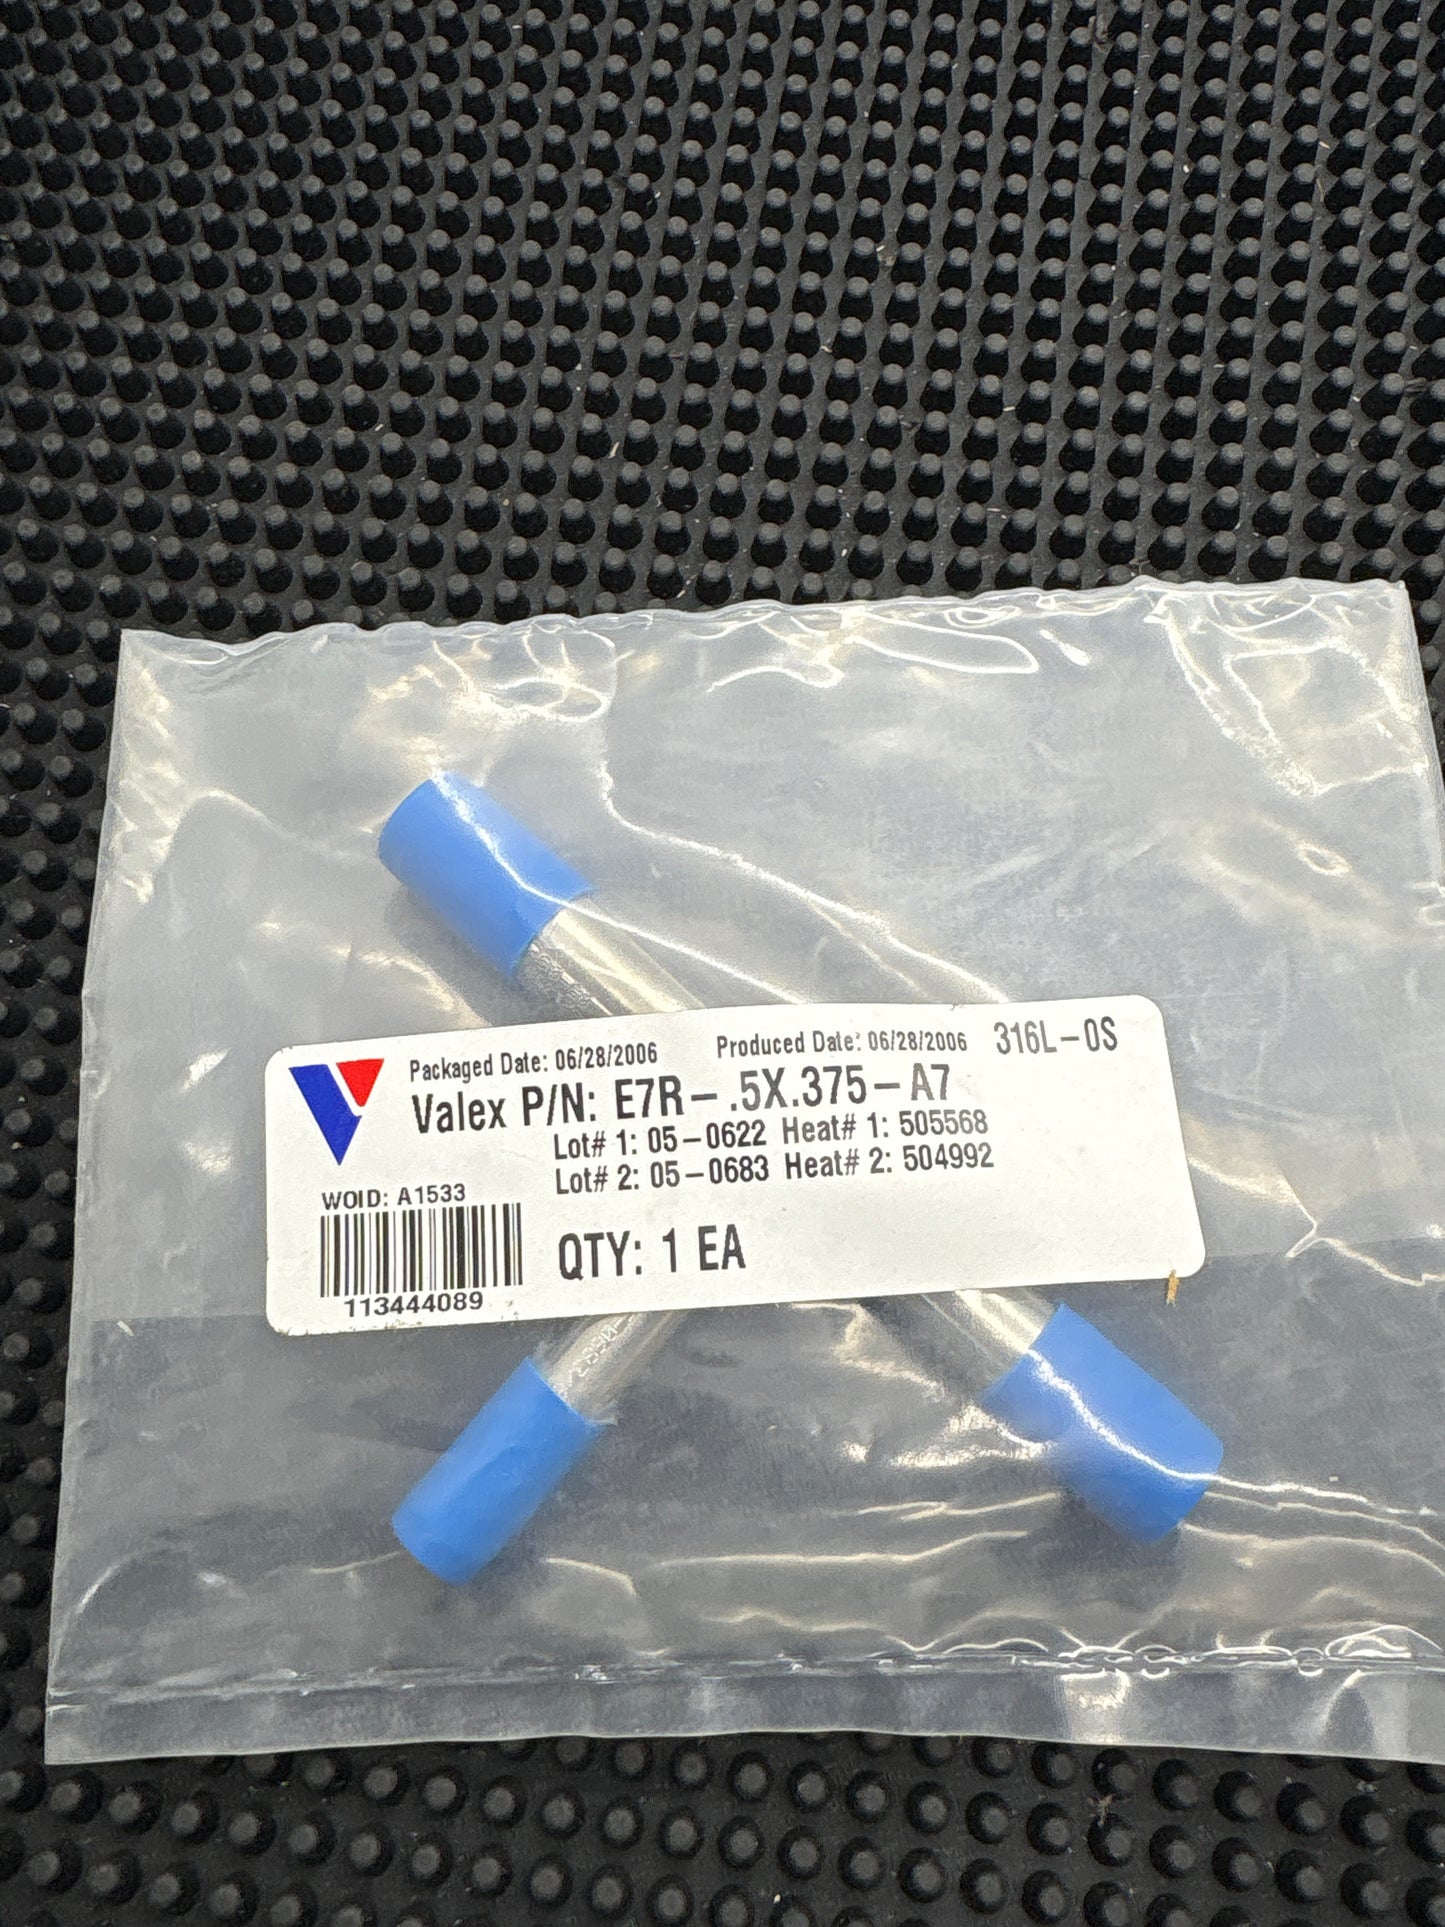 Packaged Date: 06/28/2006 Produced Date: 06/28/2006 316L-0S
Valex P/N: E7R-.5X.375-A7
Lot# 1: 05-0622 Heat# 1: 505568
Lot# 2: 05-0683 Heat# 2: 504992
WOID: A1533
QTY: 1 EA
113444089